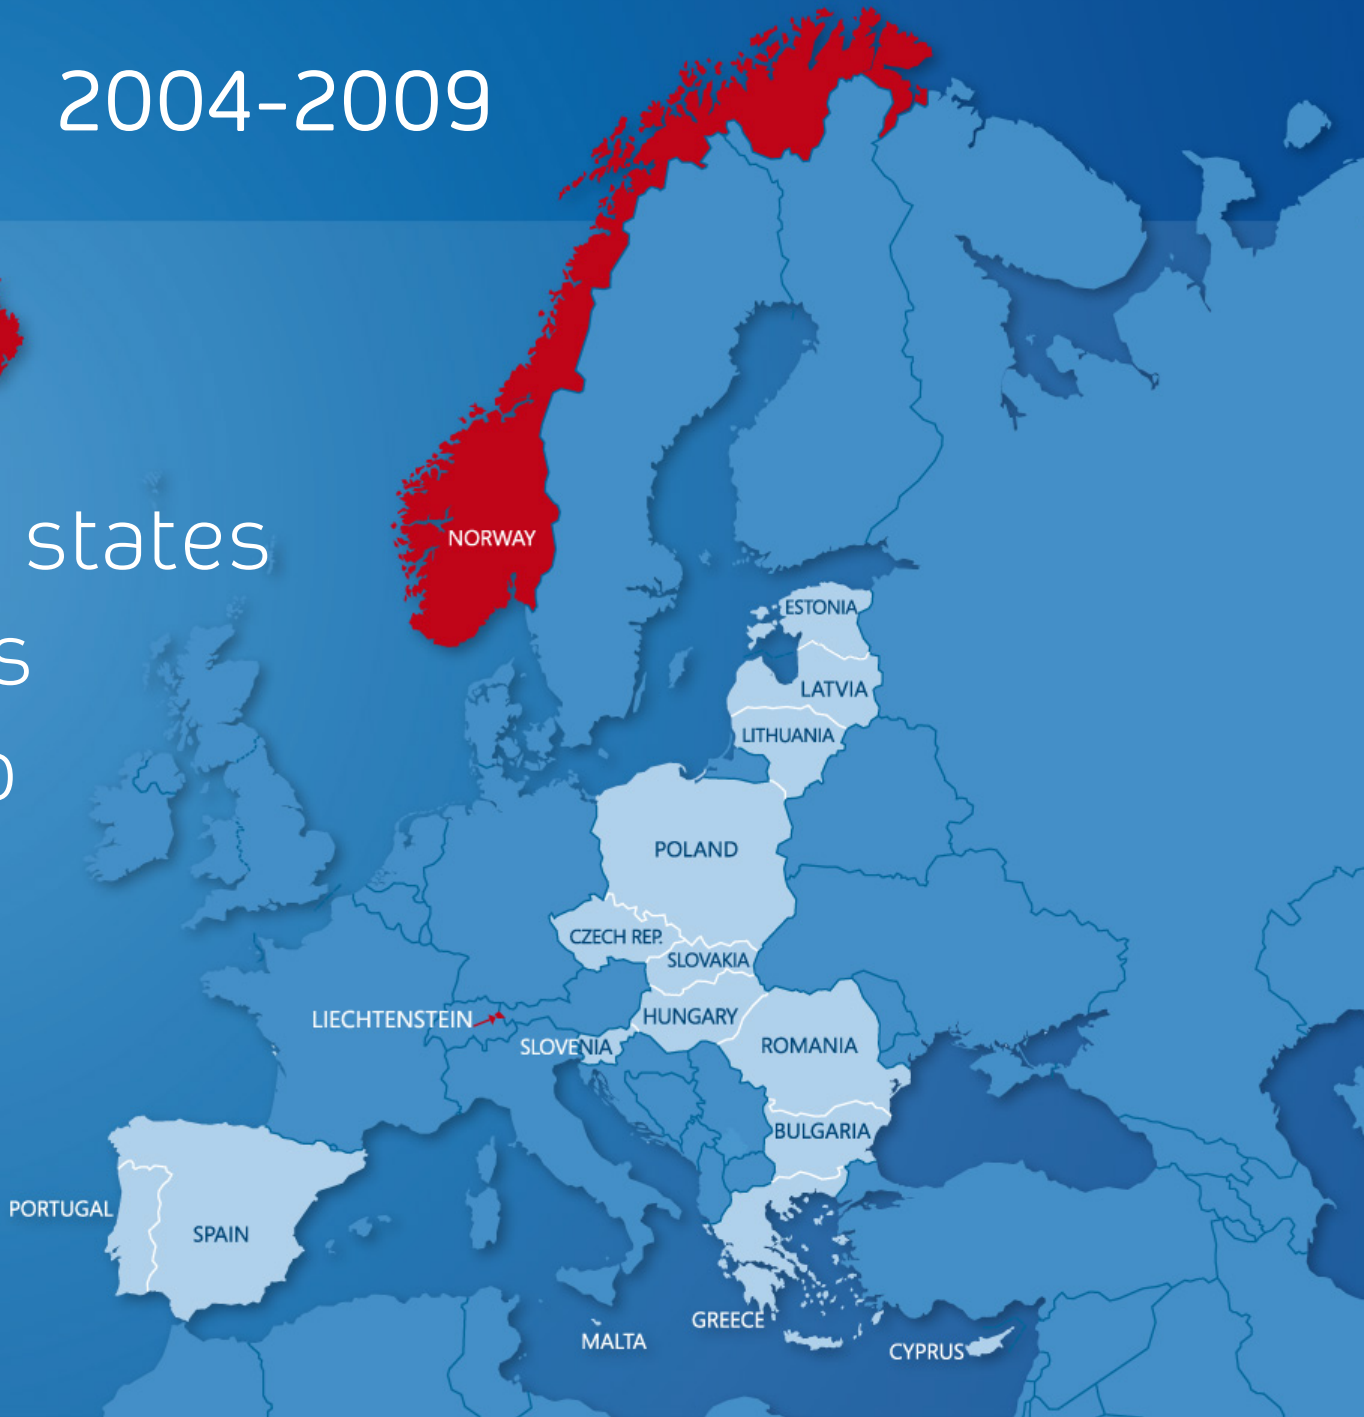 2004-2009
states
s
NORWAY
ESTONIA
LATVIA
LITHUANIA
POLAND
CZECH REP.
SLOVAKIA
LIECHTENSTEIN
HUNGARY
SLOVENIA
ROMANIA
BULGARIA
PORTUGAL
SPAIN
GREECE
MALTA
CYPRUS